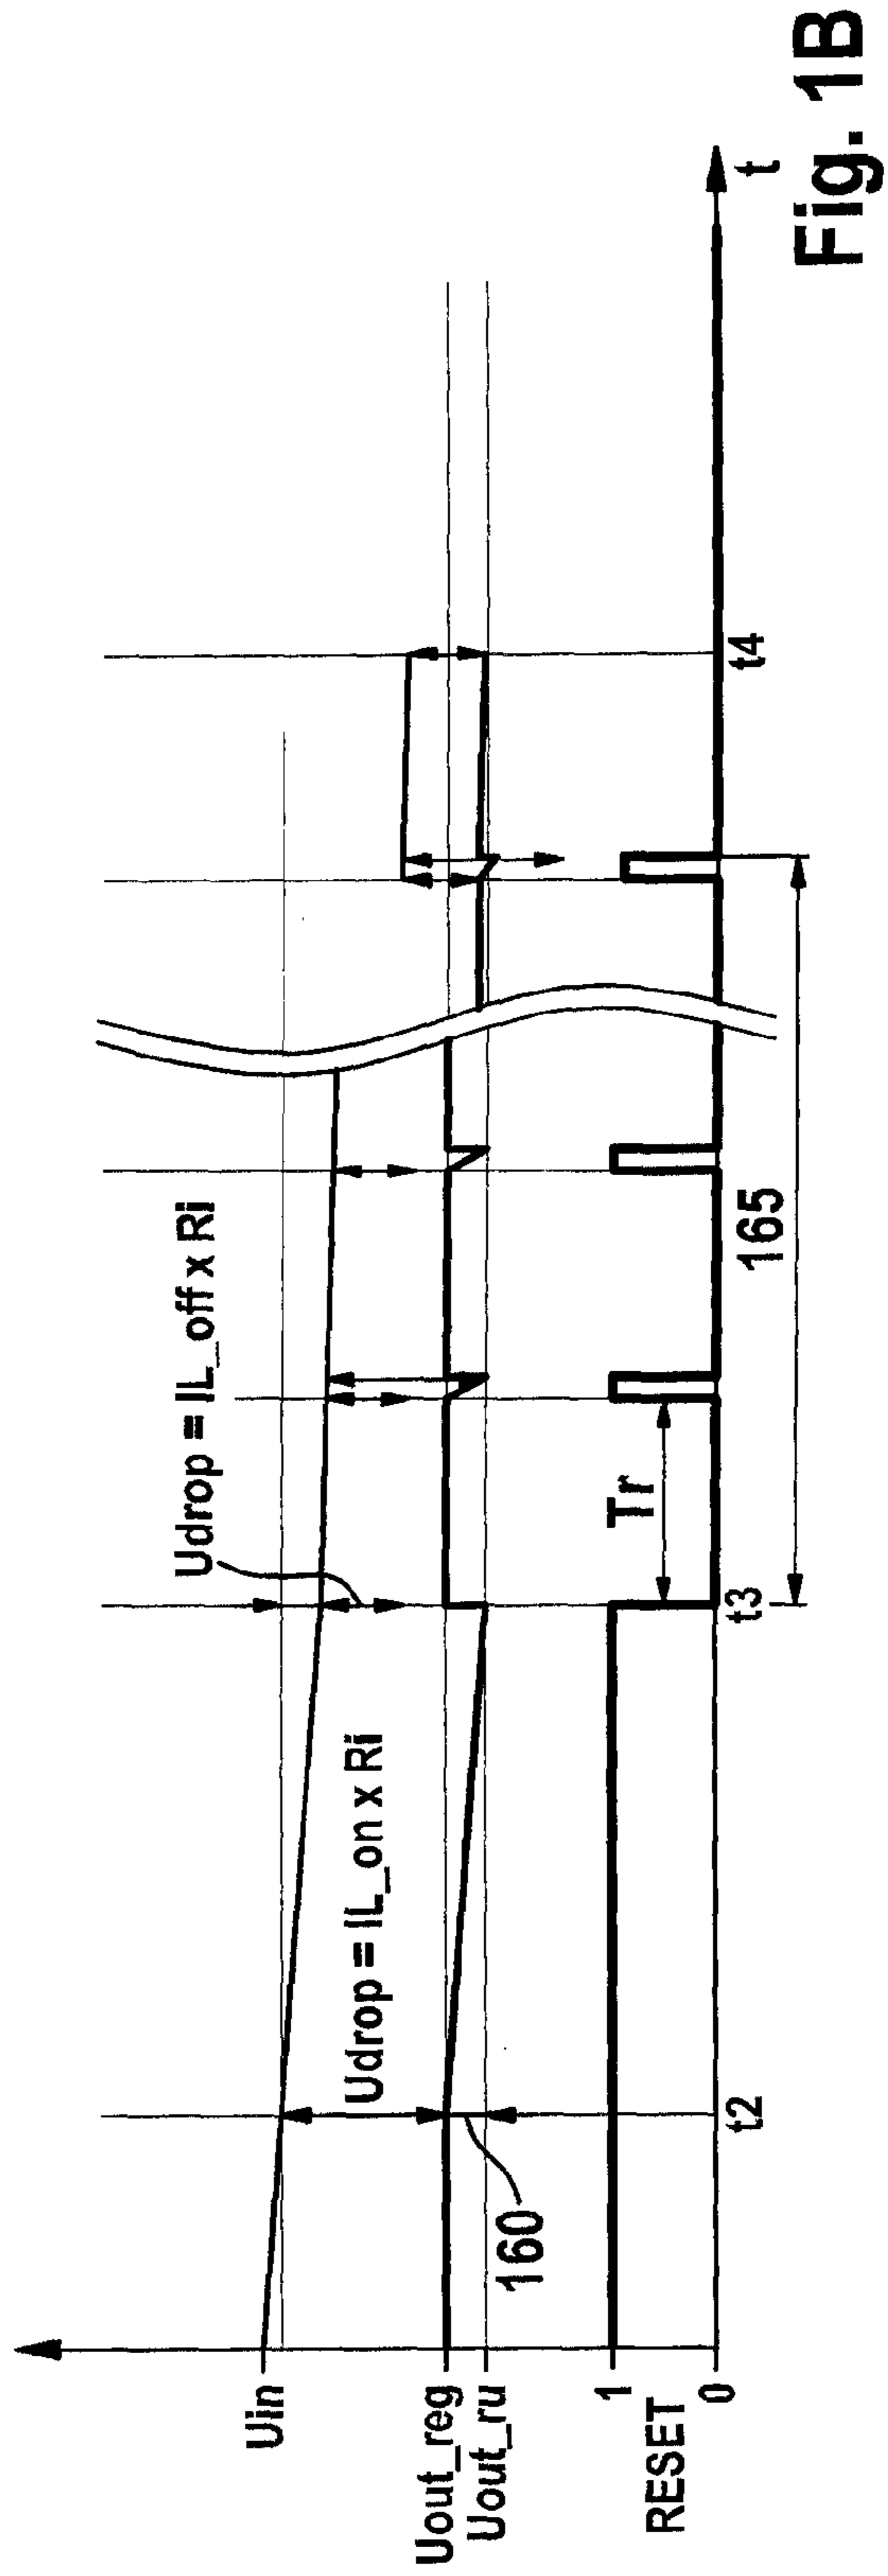 Uin
Uout_reg
Uout_ru
1
RESET
0
Udrop = IL_on x Ri
Udrop = IL_off x Ri
160
Tr
165
t2
t3
t4
t
Fig. 1B